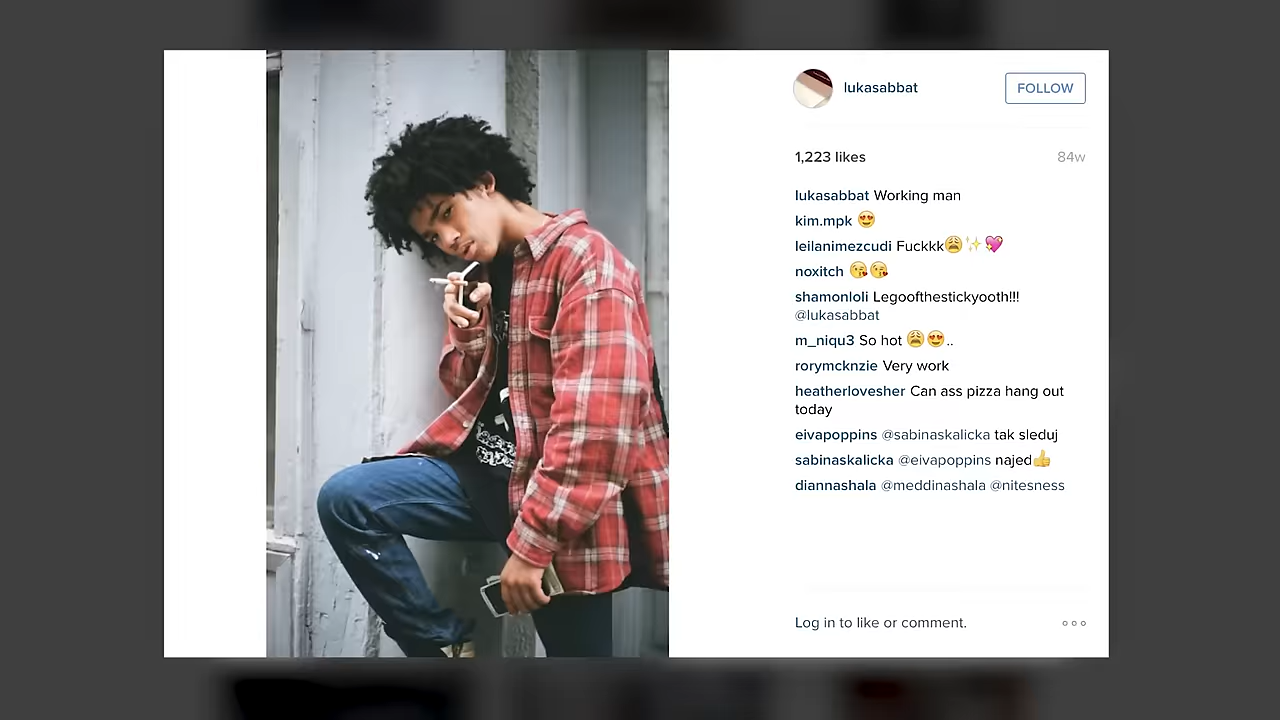 lukasabbat
FOLLOW
1,223 likes
84w
lukasabbat Working man
kim.mpk 😍
leilanimezcudi Fuckkk😩✨💘
noxitch 😘😘
shamonloli Legoofthestickyooth!!!
@lukasabbat
m_niqu3 So hot 😩😍..
rorymcknzie Very work
heatherlovesher Can ass pizza hang out
today
eivapoppins @sabinaskalicka tak sleduj
sabinaskalicka @eivapoppins najed👍
diannashala @meddinashala @nitesness
Log in to like or comment.